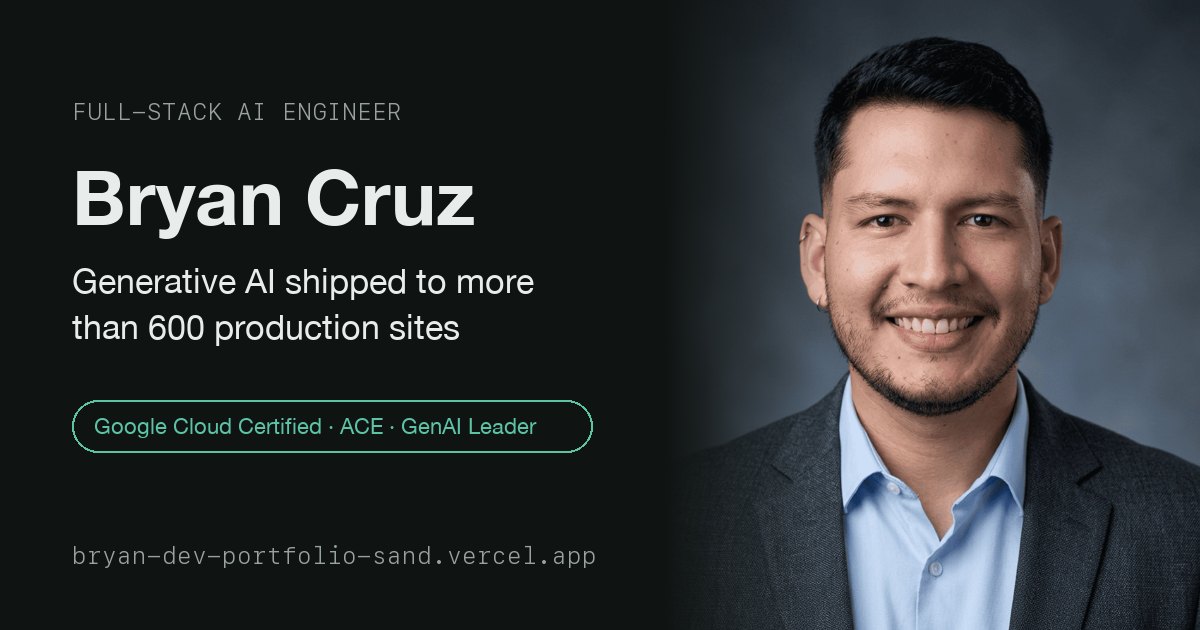 FULL-STACK AI ENGINEER
Bryan Cruz
Generative AI shipped to more
than 600 production sites
Google Cloud Certified · ACE · GenAI Leader
bryan-dev-portfolio-sand.vercel.app